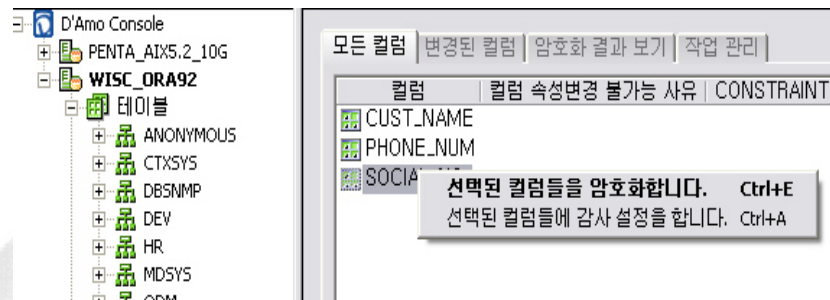 D'Amo Console
PENTA_AIX5.2_10G
WISC_ORA92
테이블
ANONYMOUS
CTXSYS
DBSNMP
DEV
HR
MDSYS
모든 컬럼 변경된 컬럼 암호화 결과 보기 작업 관리
컬럼 컬럼 속성변경 불가능 사유 CONSTRAINT
CUST_NAME
PHONE_NUM
선택된 컬럼들을 암호화합니다. Ctrl+E
선택된 컬럼들에 감사 설정을 합니다. Ctrl+A